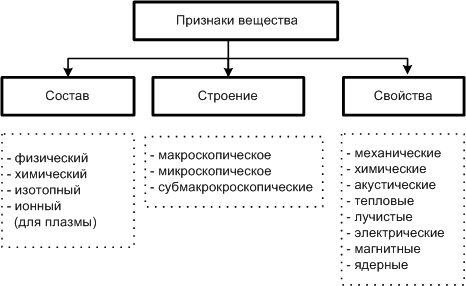 Признаки вещества
Состав
Строение
Свойства
- физический
- химический
- изотопный
- ионный
(для плазмы)
- макроскопическое
- микроскопическое
- субмакрокроскопические
- механические
- химические
- акустические
- тепловые
- лучистые
- электрические
- магнитные
- ядерные